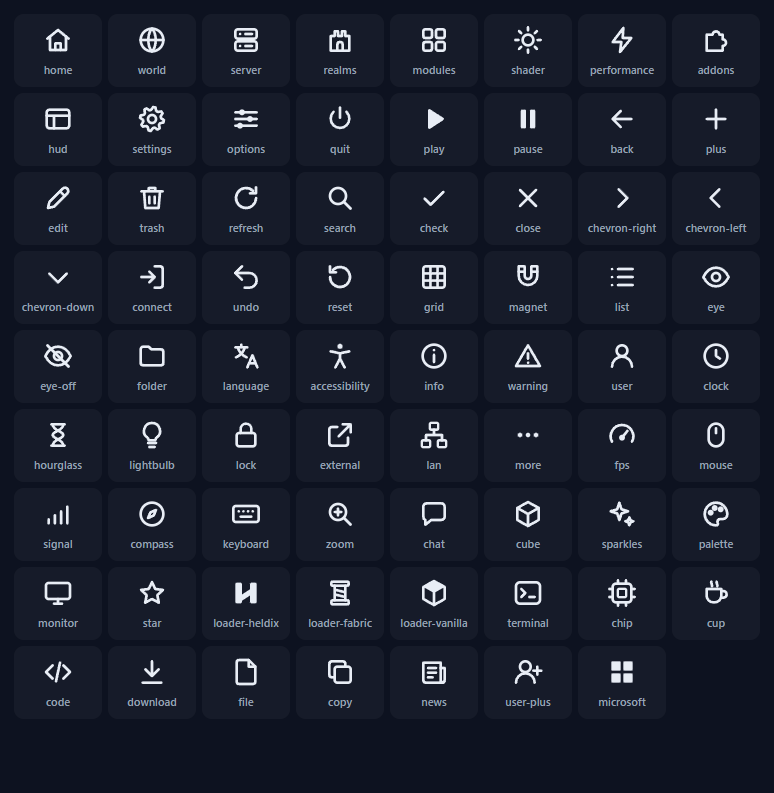 home
world
server
realms
modules
shader
performance
addons
hud
settings
options
quit
play
pause
back
plus
edit
trash
refresh
search
check
close
chevron-right
chevron-left
chevron-down
connect
undo
reset
grid
magnet
list
eye
eye-off
folder
language
accessibility
info
warning
user
clock
hourglass
lightbulb
lock
external
lan
more
fps
mouse
signal
compass
keyboard
zoom
chat
cube
sparkles
palette
monitor
star
loader-heldix
loader-fabric
loader-vanilla
terminal
chip
cup
code
download
file
copy
news
user-plus
microsoft